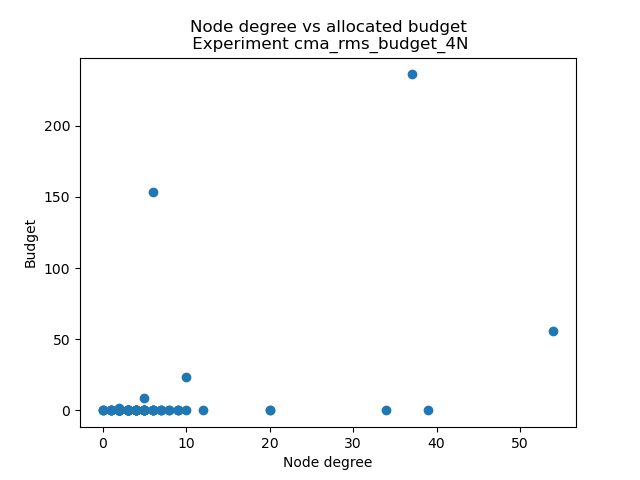 Node degree vs allocated budget
Experiment cma_rms_budget_4N
Budget
200
150
100
50
0
0 10 20 30 40 50
Node degree